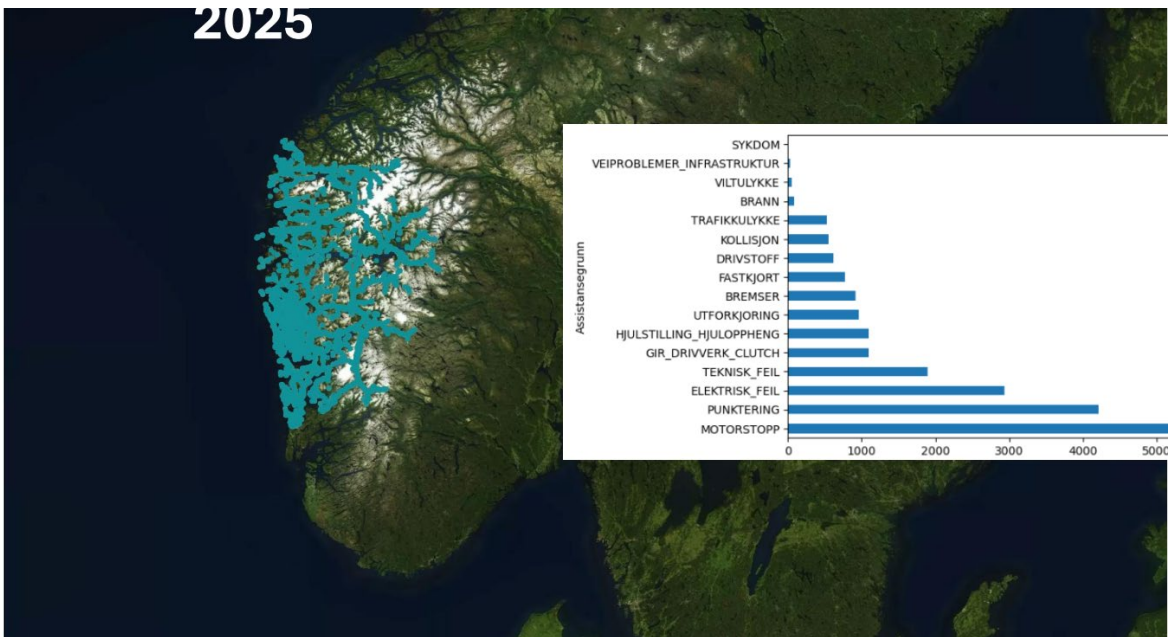 2025
SYKDOM
VEIPROBLEMER_INFRASTRUKTUR
VILTULYKKE
BRANN
TRAFIKKULYKKE
KOLLISJON
DRIVSTOFF
FASTKJORT
BREMSER
UTFORKJORING
HJULSTILLING_HJULOPPHENG
GIR_DRIVVERK_CLUTCH
TEKNISK_FEIL
ELEKTRISK_FEIL
PUNKTERING
MOTORSTOPP
Assistansegrunn
0 1000 2000 3000 4000 5000